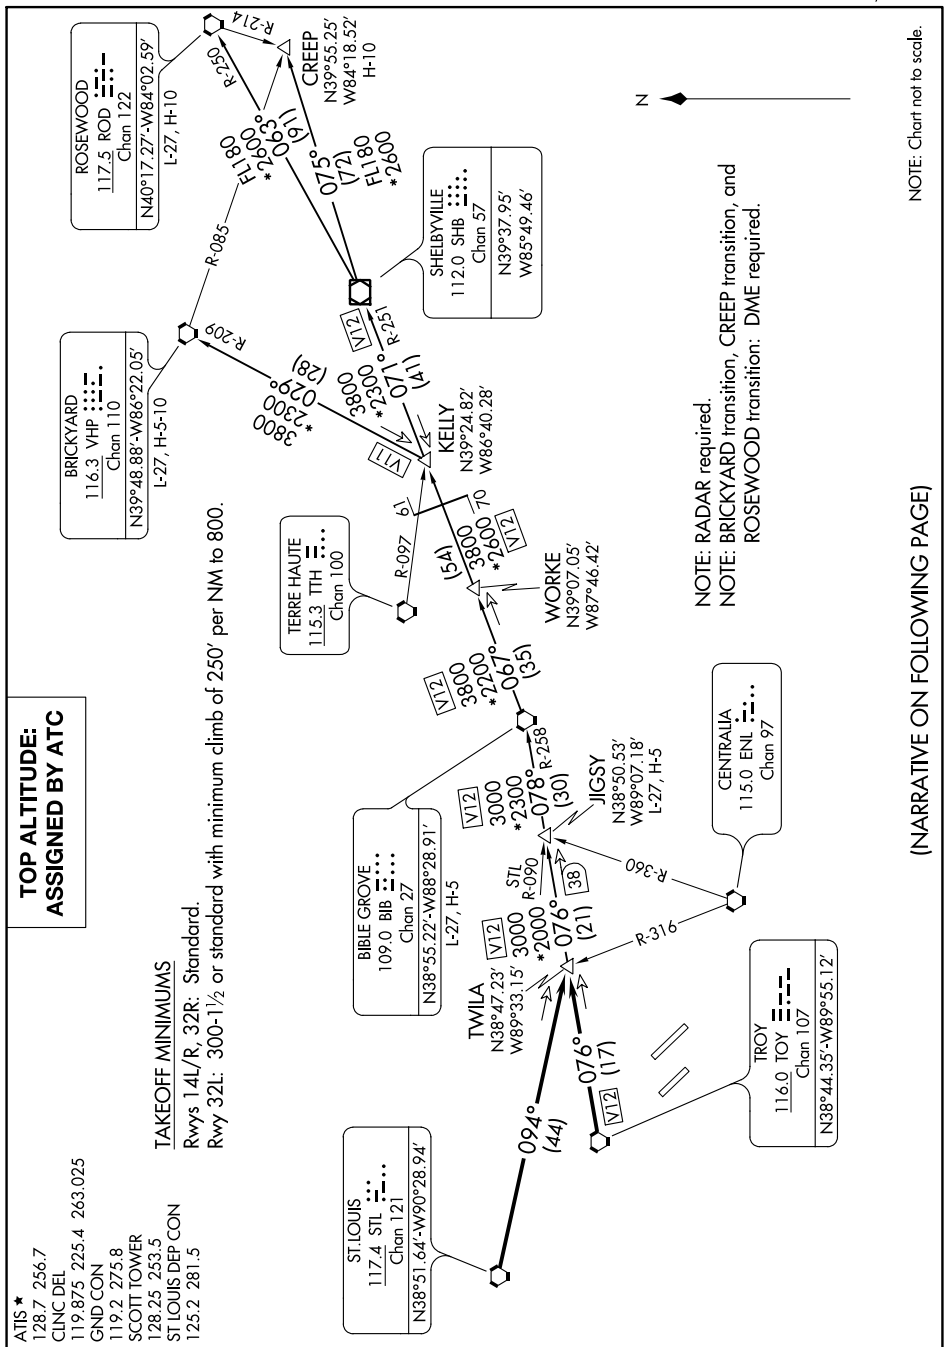 ATIS ★
128.7 256.7
CLNC DEL
119.875 225.4 263.025
GND CON
119.2 275.8
SCOTT TOWER
128.25 253.5
ST LOUIS DEP CON
125.2 281.5
TOP ALTITUDE:
ASSIGNED BY ATC
TAKEOFF MINIMUMS
Rwys 14L/R, 32R: Standard.
Rwy 32L: 300-1½ or standard with minimum climb of 250' per NM to 800.
ST.LOUIS
117.4 STL
Chan 121
N38°51.64'-W90°28.94'
094°
(44)
TROY
116.0 TOY
Chan 107
N38°44.35'-W89°55.12'
V12
076°
(17)
TWILA
N38°47.23'
W89°33.15'
V12
3000
*2000
076°
(21)
STL
R-090
38
R-316
R-360
CENTRALIA
115.0 ENL
Chan 97
JIGSY
N38°50.53'
W89°07.18'
L-27, H-5
V12
3000
*2300
078°
(30)
R-258
BIBLE GROVE
109.0 BIB
Chan 27
N38°55.22'-W88°28.91'
L-27, H-5
V12
3800
*2200
067°
(35)
WORKE
N39°07.05'
W87°46.42'
(54)
3800
*2600
V12
61
70
TERRE HAUTE
115.3 TTH
Chan 100
R-097
KELLY
N39°24.82'
W86°40.28'
V11
3800
*2300
029°
(28)
R-209
BRICKYARD
116.3 VHP
Chan 110
N39°48.88'-W86°22.05'
L-27, H-5-10
R-085
V12
3800
*2300
071°
(41)
R-251
SHELBYVILLE
112.0 SHB
Chan 57
N39°37.95'
W85°49.46'
FL180
*2600
063°
(91)
R-250
075°
(72)
FL180
*2600
ROSEWOOD
117.5 ROD
Chan 122
N40°17.27'-W84°02.59'
L-27, H-10
R-214
CREEP
N39°55.25'
W84°18.52'
H-10
N
NOTE: RADAR required.
NOTE: BRICKYARD transition, CREEP transition, and
ROSEWOOD transition: DME required.
NOTE: Chart not to scale.
(NARRATIVE ON FOLLOWING PAGE)